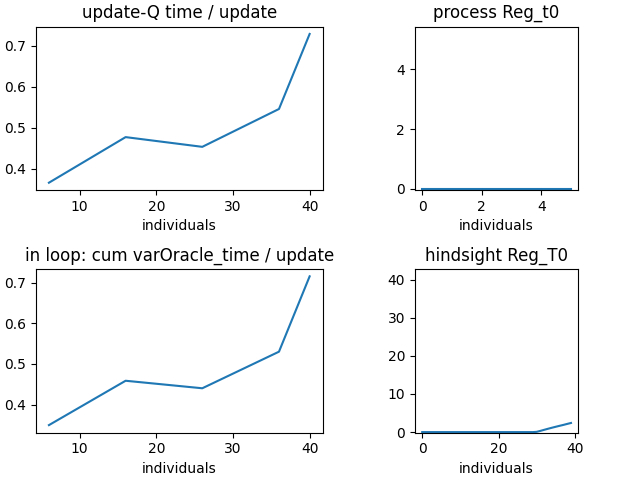 update-Q time / update
0.7
0.6
0.5
0.4
10 20 30 40
individuals
process Reg_t0
4
2
0
0 2 4
individuals
in loop: cum varOracle_time / update
0.7
0.6
0.5
0.4
10 20 30 40
individuals
hindsight Reg_T0
40
30
20
10
0
0 20 40
individuals